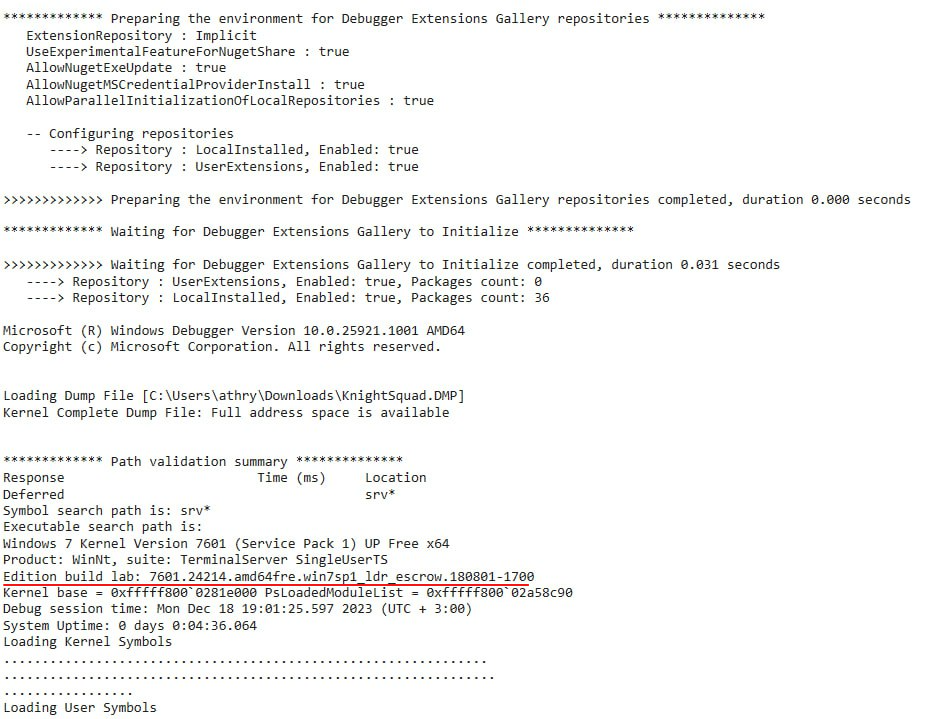 ************* Preparing the environment for Debugger Extensions Gallery repositories **************
   ExtensionRepository : Implicit
   UseExperimentalFeatureForNugetShare : true
   AllowNugetExeUpdate : true
   AllowNugetMSCredentialProviderInstall : true
   AllowParallelInitializationOfLocalRepositories : true
   -- Configuring repositories
      ----> Repository : LocalInstalled, Enabled: true
      ----> Repository : UserExtensions, Enabled: true
>>>>>>>>>>>>> Preparing the environment for Debugger Extensions Gallery repositories completed, duration 0.000 seconds
************* Waiting for Debugger Extensions Gallery to Initialize **************
>>>>>>>>>>>>> Waiting for Debugger Extensions Gallery to Initialize completed, duration 0.031 seconds
   ----> Repository : UserExtensions, Enabled: true, Packages count: 0
   ----> Repository : LocalInstalled, Enabled: true, Packages count: 36
Microsoft (R) Windows Debugger Version 10.0.25921.1001 AMD64
Copyright (c) Microsoft Corporation. All rights reserved.
Loading Dump File [C:\Users\athry\Downloads\KnightSquad.DMP]
Kernel Complete Dump File: Full address space is available
************* Path validation summary **************
Response                         Time (ms)     Location
Deferred                                       srv*
Symbol search path is: srv*
Executable search path is:
Windows 7 Kernel Version 7601 (Service Pack 1) UP Free x64
Product: WinNt, suite: TerminalServer SingleUserTS
Edition build lab: 7601.24214.amd64fre.win7sp1_ldr_escrow.180801-1700
Kernel base = 0xfffff800`0281e000 PsLoadedModuleList = 0xfffff800`02a58c90
Debug session time: Mon Dec 18 19:01:25.597 2023 (UTC + 3:00)
System Uptime: 0 days 0:04:36.064
Loading Kernel Symbols
...............................................................
................................................................
.................
Loading User Symbols